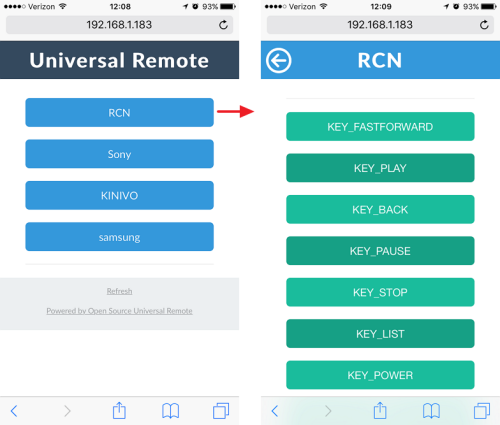 Verizon 12:08 93%
192.168.1.183
Universal Remote
RCN
Sony
KINIVO
samsung
Refresh
Powered by Open Source Universal Remote
Verizon 12:09 93%
192.168.1.183
RCN
KEY_FASTFORWARD
KEY_PLAY
KEY_BACK
KEY_PAUSE
KEY_STOP
KEY_LIST
KEY_POWER